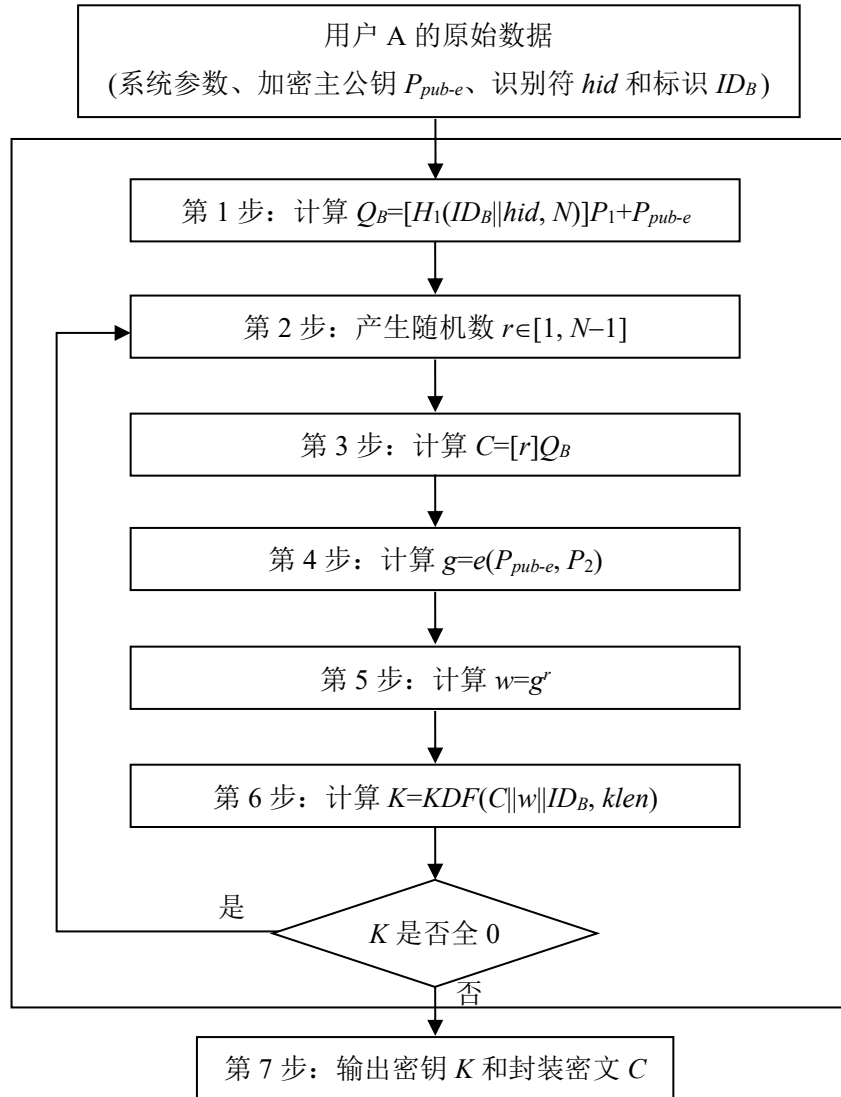 用户 A 的原始数据
(系统参数、加密主公钥 Ppub-e、识别符 hid 和标识 IDB)
第 1 步：计算 QB=[H1(IDB||hid, N)]P1+Ppub-e
第 2 步：产生随机数 r∈[1, N−1]
第 3 步：计算 C=[r]QB
第 4 步：计算 g=e(Ppub-e, P2)
第 5 步：计算 w=g^r
第 6 步：计算 K=KDF(C||w||IDB, klen)
是
K 是否全 0
否
第 7 步：输出密钥 K 和封装密文 C